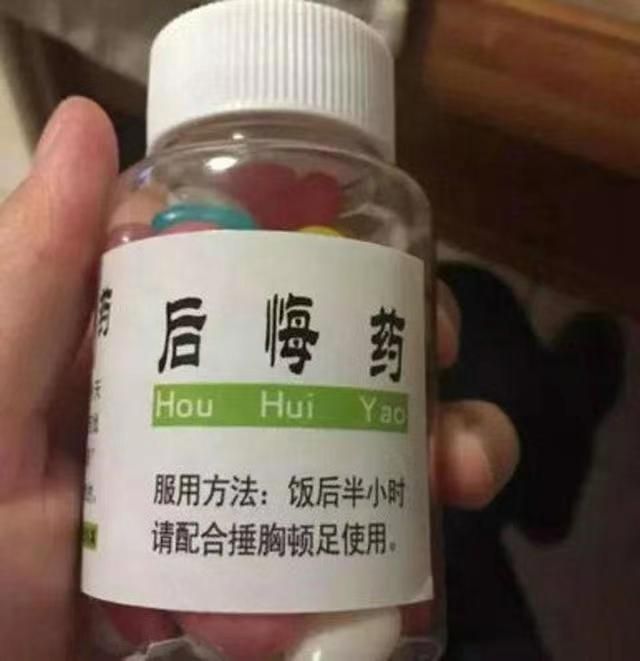 后悔药
Hou Hui Yao
服用方法：饭后半小时
请配合捶胸顿足使用。